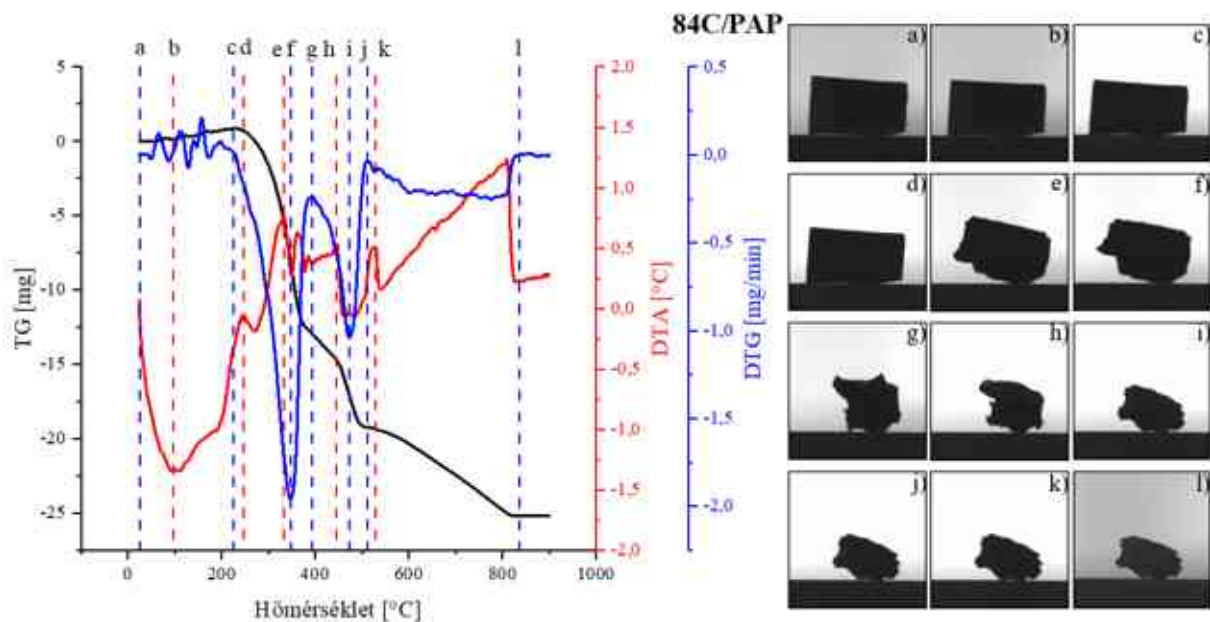 84C/PAP
a b c d e f g h i j k l
TG [mg]
5
0
-5
-10
-15
-20
-25
0 200 400 600 800 1000
Hőmérséklet [°C]
2,0
1,5
1,0
0,5
0,0
-0,5
-1,0
-1,5
-2,0
DTA [°C]
0,5
0,0
-0,5
-1,0
-1,5
-2,0
DTG [mg/min]
a) b) c)
d) e) f)
g) h) i)
j) k) l)